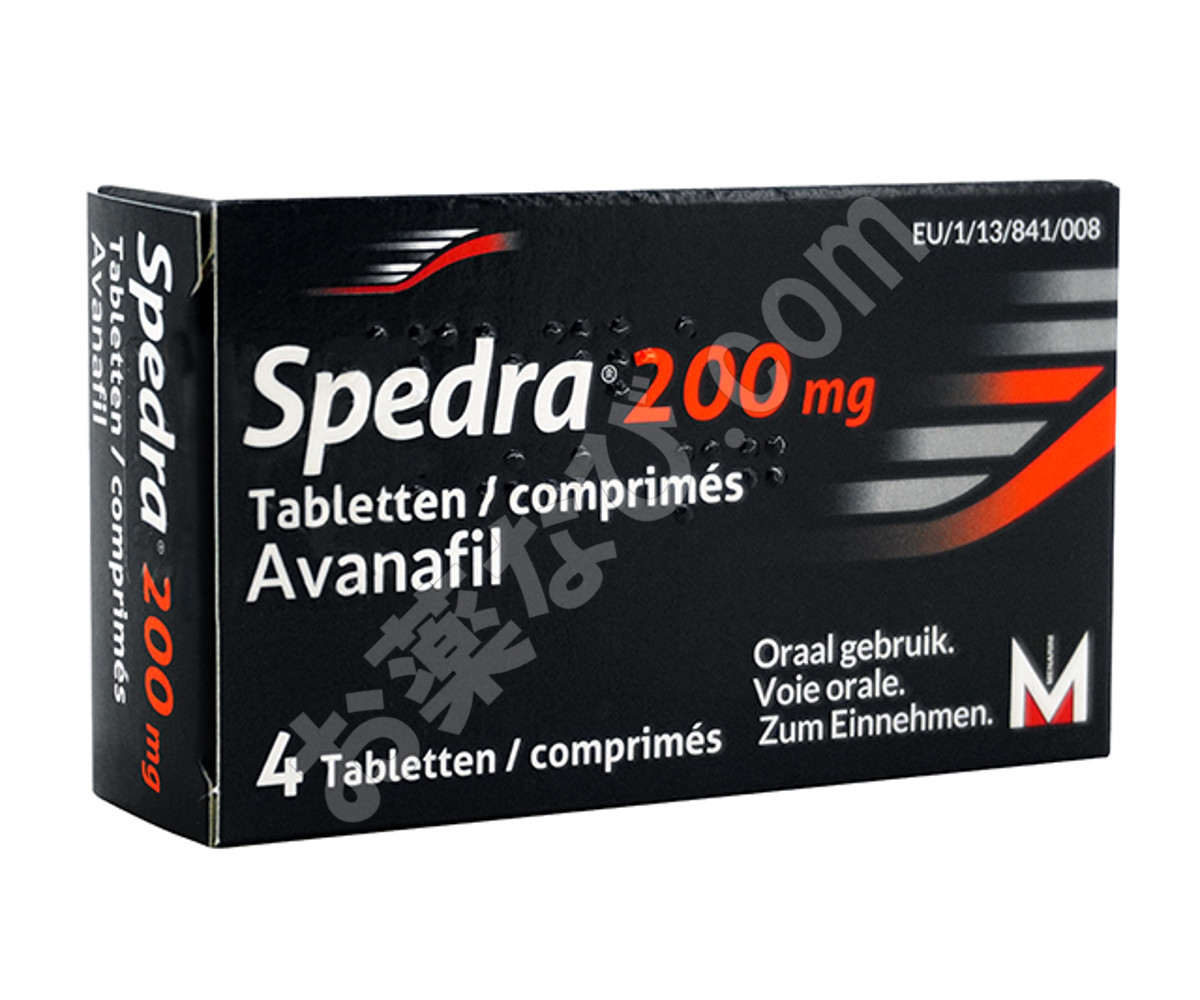 EU/1/13/841/008
Spedra® 200 mg
Tabletten / comprimés
Avanafil
4 Tabletten / comprimés
Oraal gebruik.
Voie orale.
Zum Einnehmen.
MENARINI
Spedra® 200 mg
Tabletten / comprimés
Avanafil
お薬なび.com